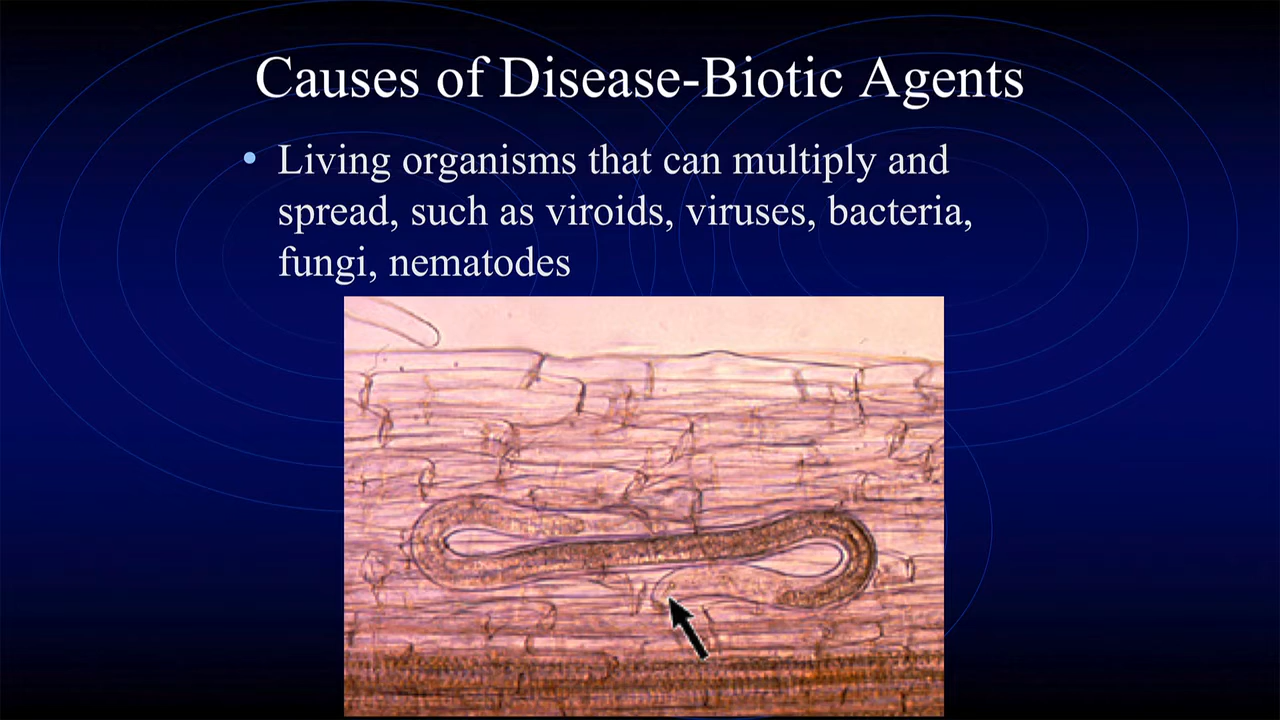 Causes of Disease-Biotic Agents
• Living organisms that can multiply and
spread, such as viroids, viruses, bacteria,
fungi, nematodes